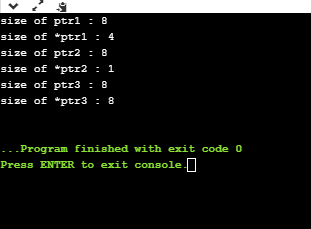 size of ptr1 : 8
size of *ptr1 : 4
size of ptr2 : 8
size of *ptr2 : 1
size of ptr3 : 8
size of *ptr3 : 8
...Program finished with exit code 0
Press ENTER to exit console.